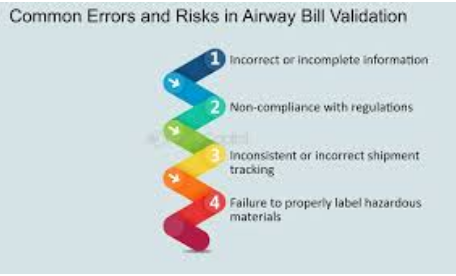 Common Errors and Risks in Airway Bill Validation
1 Incorrect or incomplete information
2 Non-compliance with regulations
3 Inconsistent or incorrect shipment
tracking
4 Failure to properly label hazardous
materials